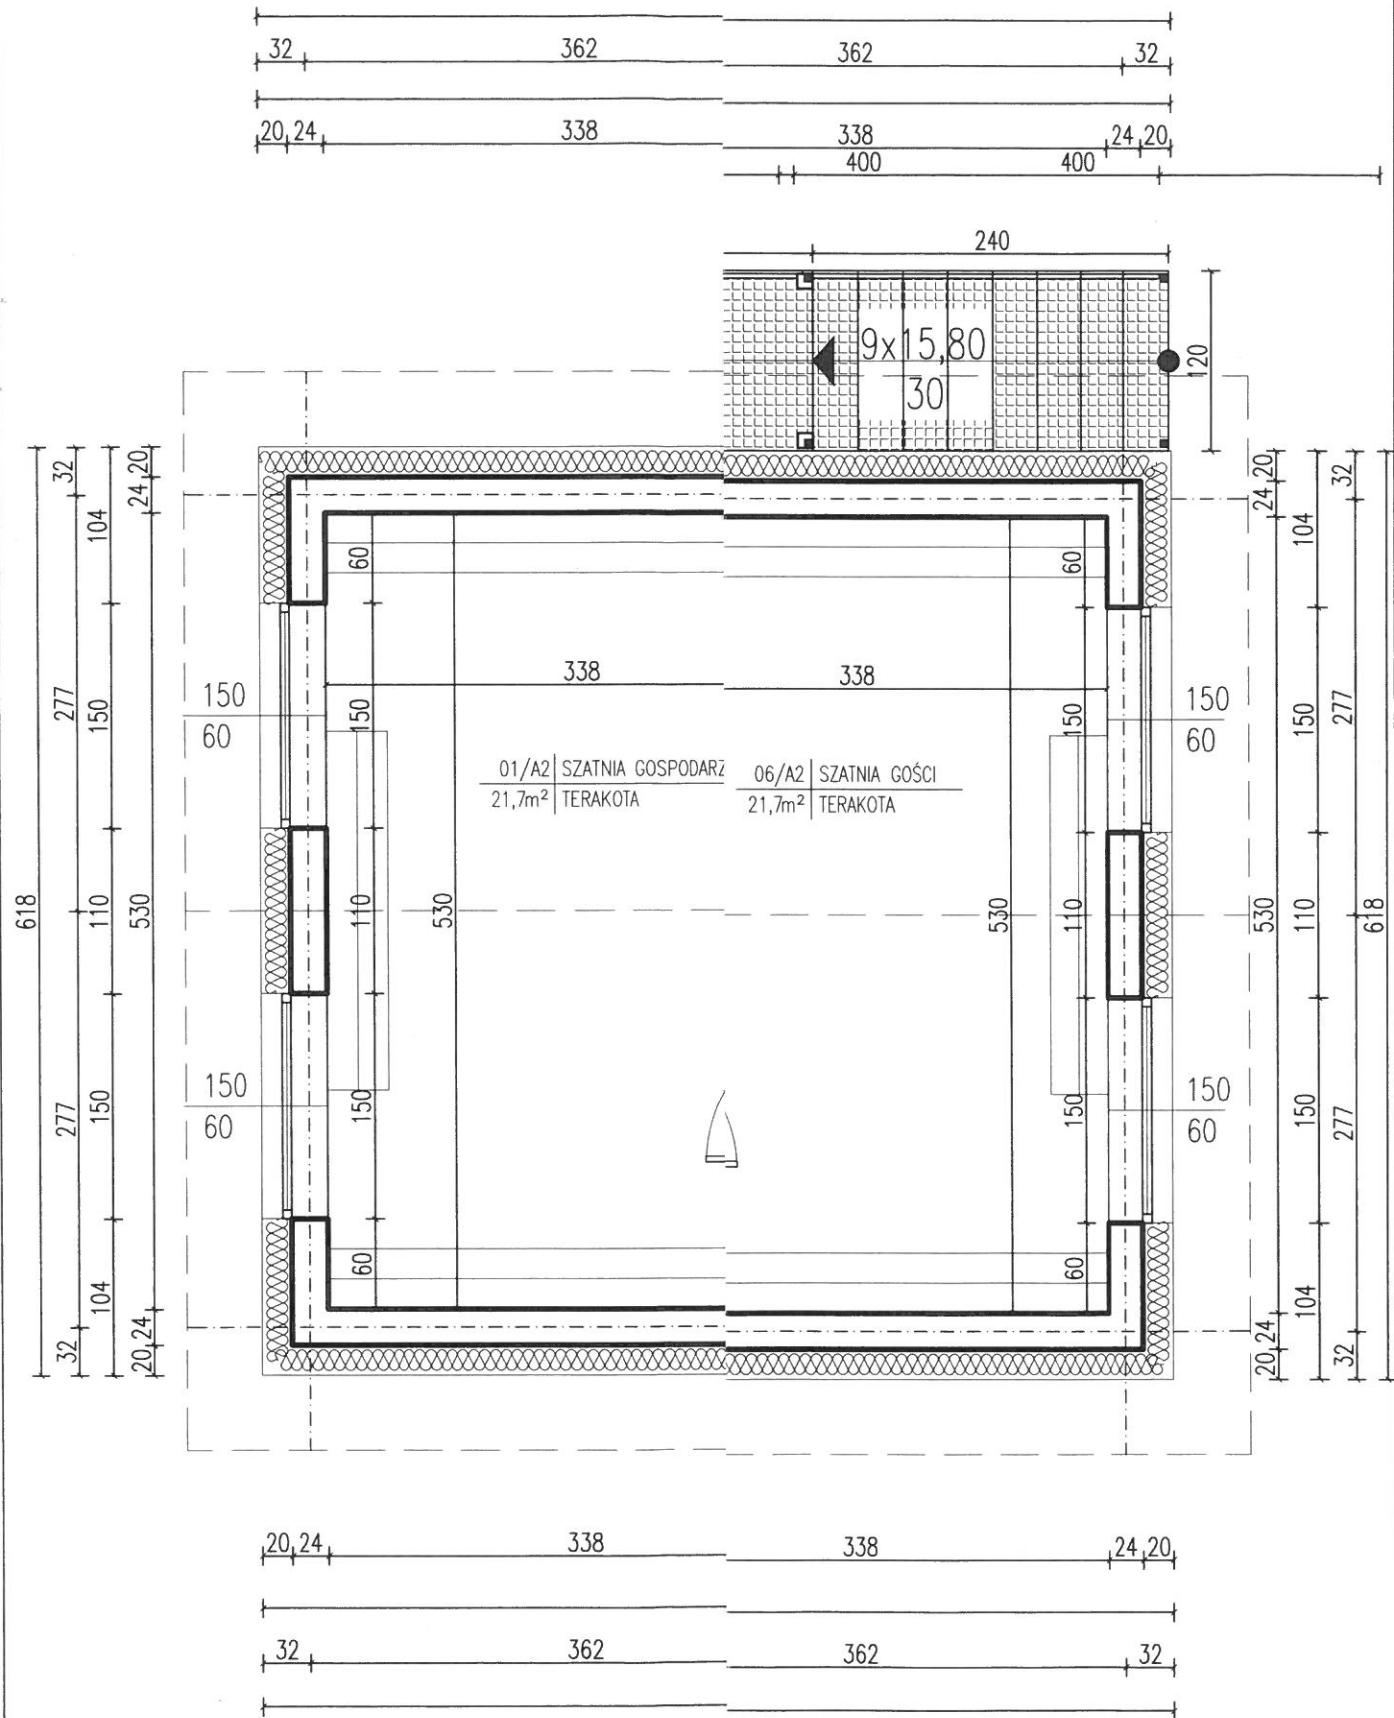 32 362 362 32
20 24 338 338 24 20
400 400
240
9x15,80
30
120
32 20 20 32
24 24
104 104
60 60
338 338
277 150 150 150 150 277
150 150
60 60
01/A2 SZATNIA GOSPODARZ 06/A2 SZATNIA GOŚCI
21,7m² TERAKOTA 21,7m² TERAKOTA
618 110 530 110 530 530 110 530 110 618
150 150
60 60
277 150 150 150 150 277
60 60
104 104
24 24
32 20 20 32
20 24 338 338 24 20
32 362 362 32